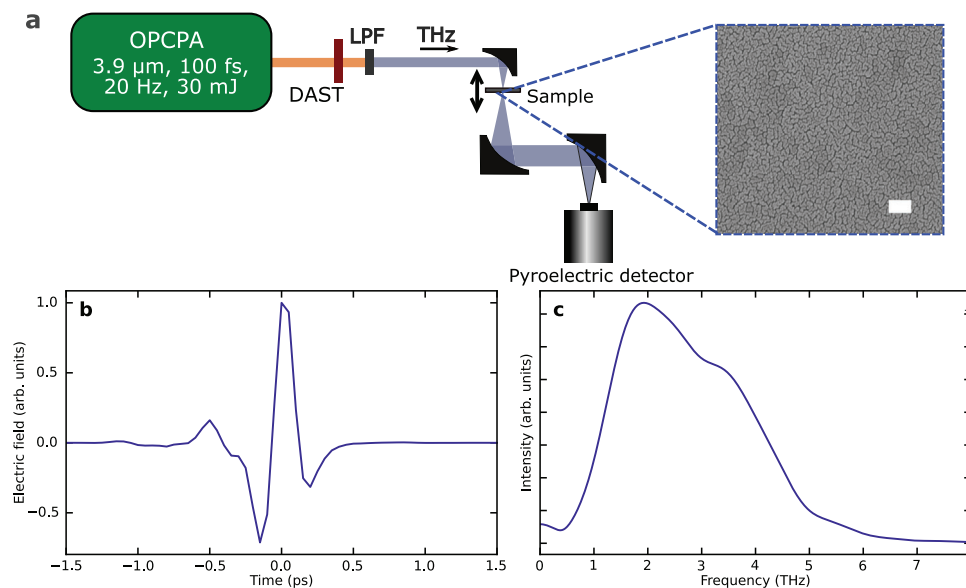 a
OPCPA
3.9 µm, 100 fs,
20 Hz, 30 mJ
DAST
LPF
THz
Sample
Pyroelectric detector
b
Electric field (arb. units)
1.0
0.5
0.0
−0.5
−1.5 −1.0 −0.5 0.0 0.5 1.0 1.5
Time (ps)
c
Intensity (arb. units)
0 1 2 3 4 5 6 7
Frequency (THz)